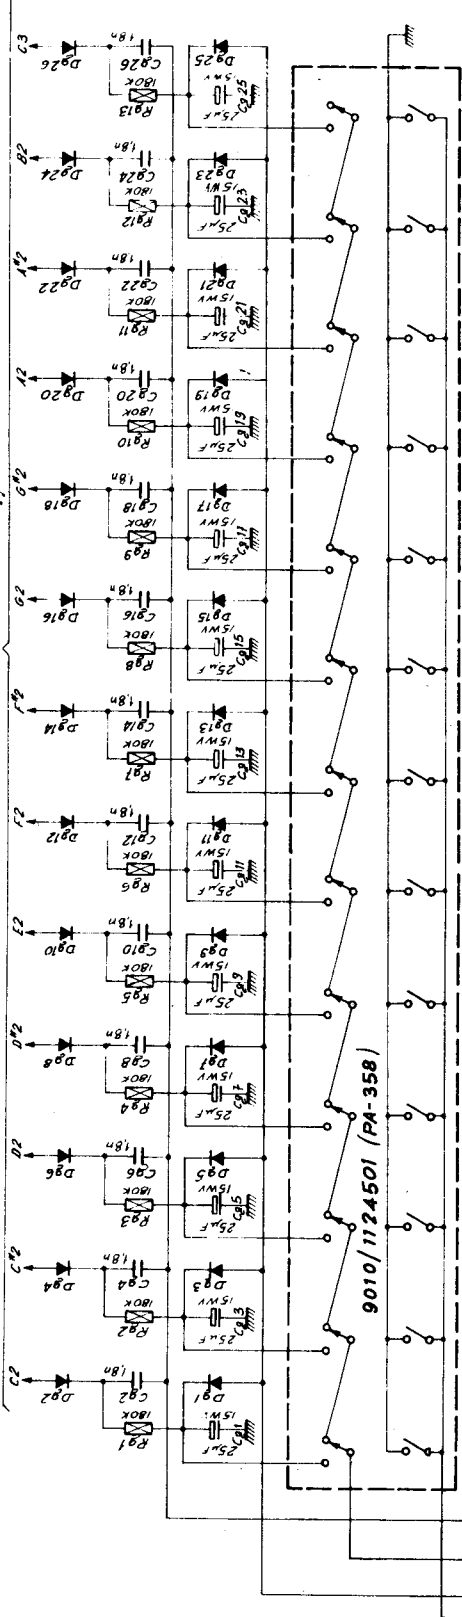 C3
Dg26
1,8n
Cg26
180K
Rg13
Dg25
5WV
25µF
Cg25
B2
Dg24
1,8n
Cg24
180K
Rg12
Dg23
15WV
25µF
Cg23
A#2
Dg22
1,8n
Cg22
180K
Rg11
Dg21
15WV
25µF
Cg21
A2
Dg20
1,8n
Cg20
180K
Rg10
Dg19
5WV
25µF
Cg19
G#2
Dg18
1,8n
Cg18
180K
Rg9
Dg17
15WV
25µF
Cg17
G2
Dg16
1,8n
Cg16
180K
Rg8
Dg15
15WV
25µF
Cg15
F#2
Dg14
1,8n
Cg14
180K
Rg7
Dg13
15WV
25µF
Cg13
F2
Dg12
1,8n
Cg12
180K
Rg6
Dg11
15WV
25µF
Cg11
E2
Dg10
1,8n
Cg10
180K
Rg5
Dg9
15WV
25µF
Cg9
D#2
Dg8
1,8n
Cg8
180K
Rg4
Dg7
15WV
25µF
Cg7
D2
Dg6
1,8n
Cg6
180K
Rg3
Dg5
15WV
25µF
Cg5
C#2
Dg4
1,8n
Cg4
180K
Rg2
Dg3
15WV
25µF
Cg3
C2
Dg2
1,8n
Cg2
180K
Rg1
Dg1
15W
25µF
Cg1
9010/1124501 (PA-358)